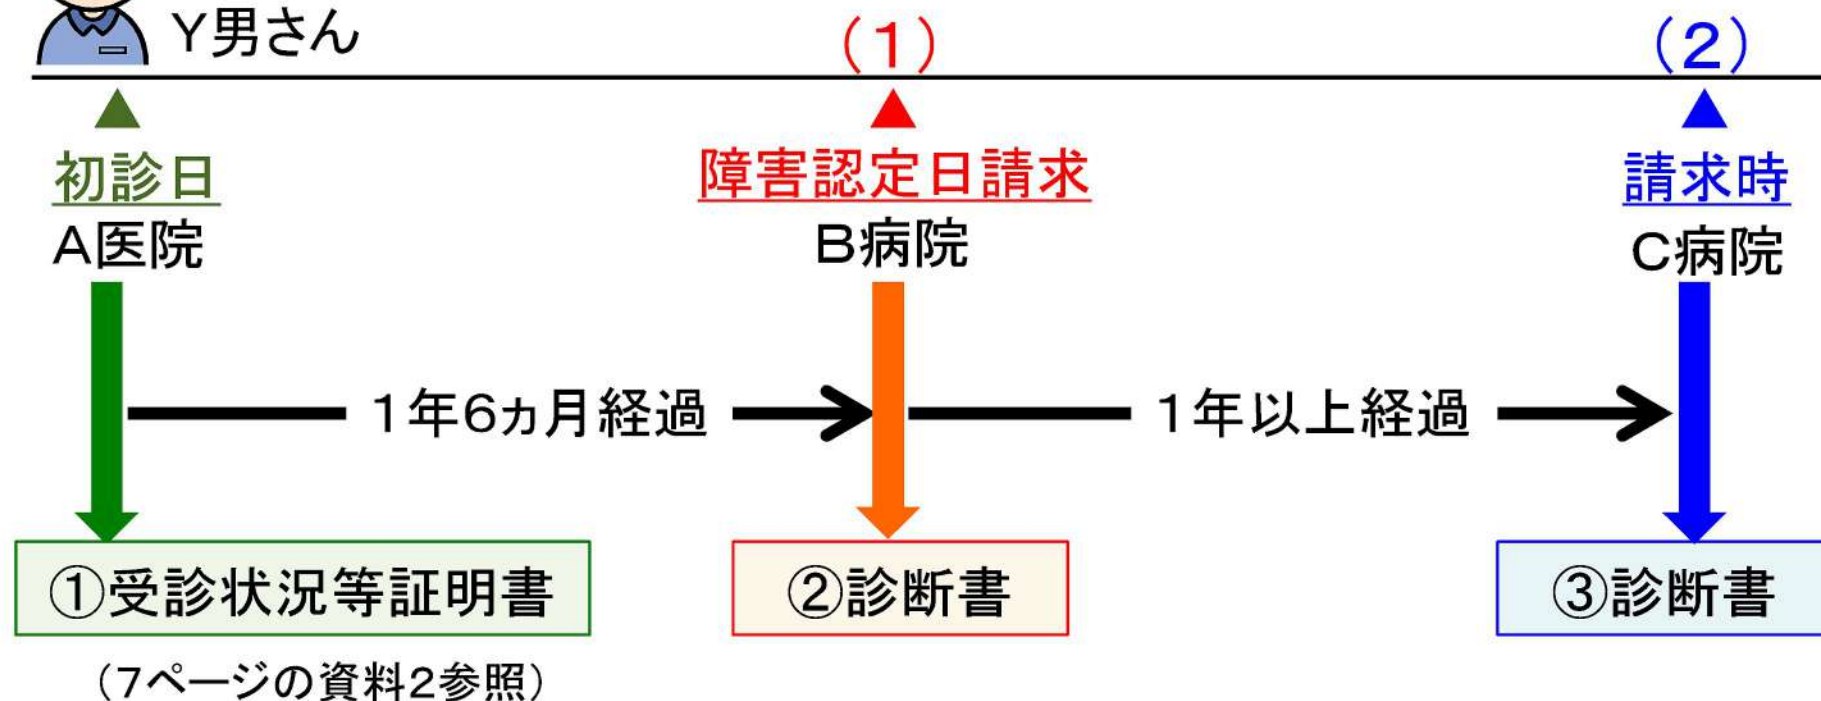 Y男さん
(1)
(2)
初診日
A医院
障害認定日請求
B病院
請求時
C病院
1年6ヵ月経過
1年以上経過
①受診状況等証明書
②診断書
③診断書
(7ページの資料2参照)